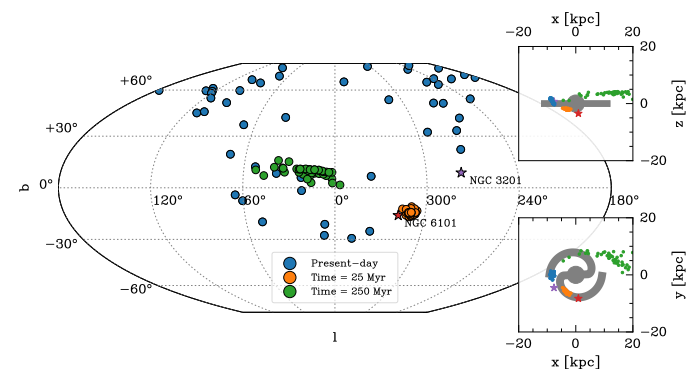 x [kpc]
−20 0 20
20
0
−20
z [kpc]
+60°
+30°
0°
−30°
−60°
b
120° 60° 0° 300° 240° 180°
NGC 3201
NGC 6101
Present-day
Time = 25 Myr
Time = 250 Myr
l
20
0
−20
y [kpc]
−20 0 20
x [kpc]